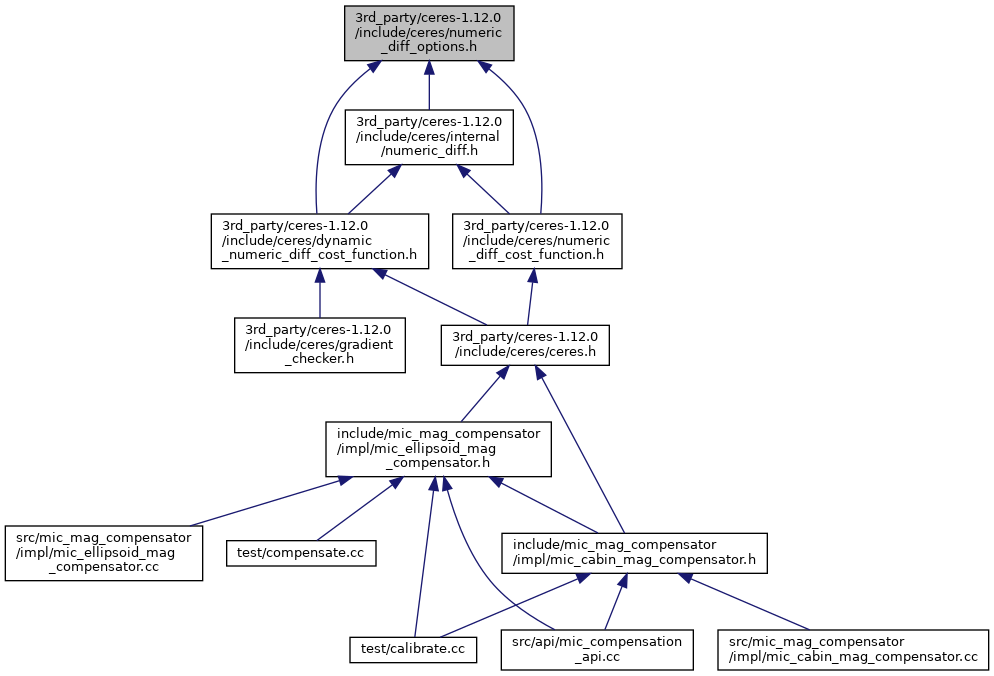 3rd_party/ceres-1.12.0
/include/ceres/numeric
_diff_options.h
3rd_party/ceres-1.12.0
/include/ceres/internal
/numeric_diff.h
3rd_party/ceres-1.12.0
/include/ceres/dynamic
_numeric_diff_cost_function.h
3rd_party/ceres-1.12.0
/include/ceres/numeric
_diff_cost_function.h
3rd_party/ceres-1.12.0
/include/ceres/gradient
_checker.h
3rd_party/ceres-1.12.0
/include/ceres/ceres.h
include/mic_mag_compensator
/impl/mic_ellipsoid_mag
_compensator.h
src/mic_mag_compensator
/impl/mic_ellipsoid_mag
_compensator.cc
test/compensate.cc
include/mic_mag_compensator
/impl/mic_cabin_mag_compensator.h
test/calibrate.cc
src/api/mic_compensation
_api.cc
src/mic_mag_compensator
/impl/mic_cabin_mag_compensator.cc